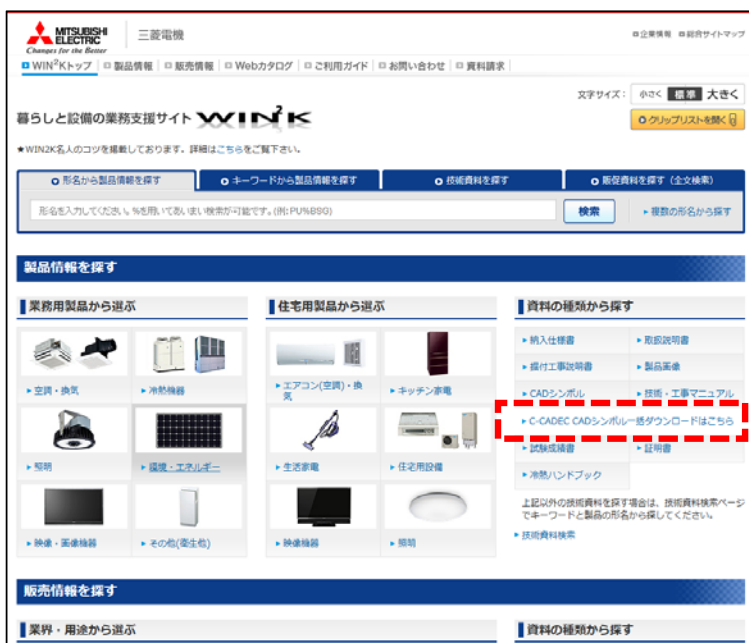 MITSUBISHI
ELECTRIC
Changes for the Better
三菱電機
企業情報 総合サイトマップ
WIN²Kトップ 製品情報 販売情報 Webカタログ ご利用ガイド お問い合わせ 資料請求
文字サイズ: 小さく 標準 大きく
暮らしと設備の業務支援サイト WIN²K
クリップリストを開く
★WIN2K名人のコツを掲載しております。詳細はこちらをご覧下さい。
形名から製品情報を探す キーワードから製品情報を探す 技術資料を探す 販促資料を探す（全文検索）
形名を入力してください。%を用いてあいまい検索が可能です。(例:PU%BSG) 検索 複数の形名から探す
製品情報を探す
業務用製品から選ぶ 住宅用製品から選ぶ 資料の種類から探す
納入仕様書 取扱説明書
据付工事説明書 製品画像
空調・換気 冷熱機器 エアコン(空調)・換気 キッチン家電
CADシンボル 技術・工事マニュアル
C-CADEC CADシンボル一括ダウンロードはこちら
試験成績書 証明書
照明 環境・エネルギー 生活家電 住宅用設備
冷熱ハンドブック
上記以外の技術資料を探す場合は、技術資料検索ページ
でキーワードと製品の形名から探してください。
技術資料検索
映像・画像機器 その他(衛生他) 映像機器 照明
販売情報を探す
業界・用途から選ぶ 資料の種類から探す